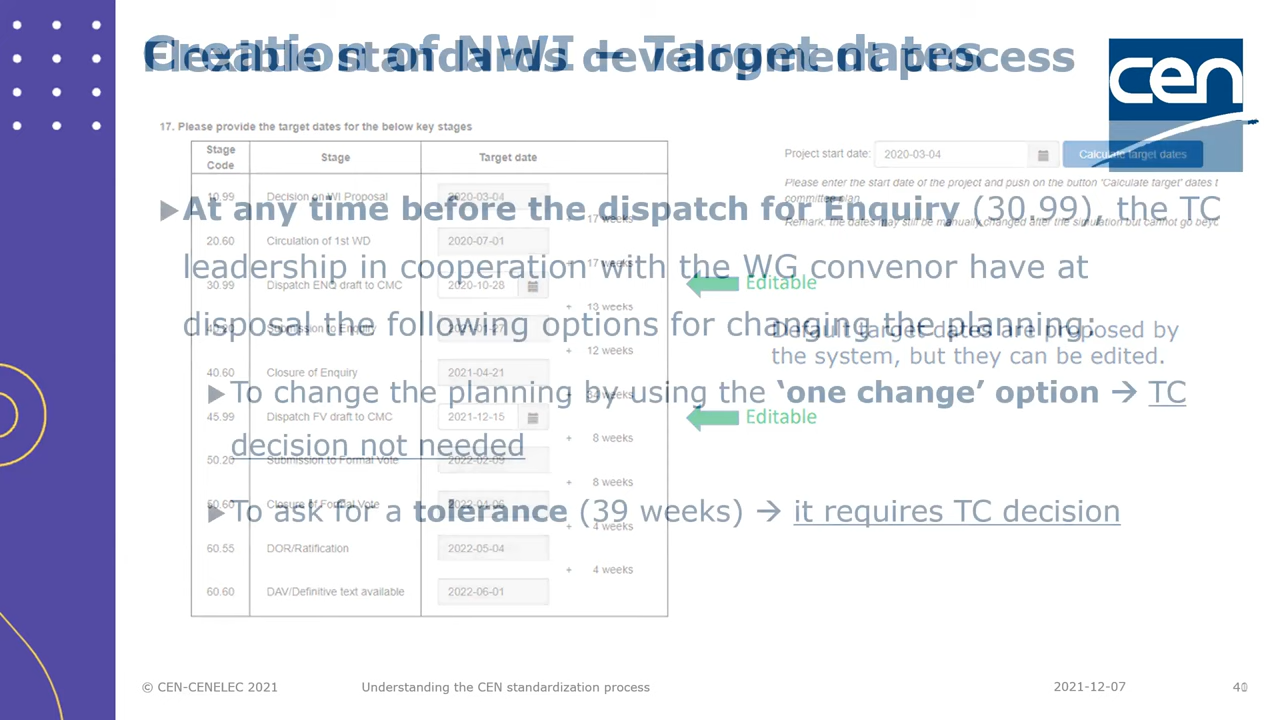 Creation of NWI – Target dates
Flexible standards development process
cen
17. Please provide the target dates for the below key stages
Stage Code Stage Target date
10.99 Decision on WI Proposal 2020-03-04
+ 17 weeks
20.60 Circulation of 1st WD 2020-07-01
+ 17 weeks
30.99 Dispatch ENQ draft to CMC 2020-10-28
+ 13 weeks
40.20 Submission to Enquiry 2021-01-27
+ 12 weeks
40.60 Closure of Enquiry 2021-04-21
weeks
45.99 Dispatch FV draft to CMC 2021-12-15
+ 8 weeks
50.20 Submission to Formal Vote 2022-02-09
+ 8 weeks
Closure of Formal Vote 2022-04-06
+ 4 weeks
60.55 DOR/Ratification 2022-05-04
+ 4 weeks
60.60 DAV/Definitive text available 2022-06-01
Project start date: 2020-03-04 Calculate target dates
Please enter the start date of the project and push on the button 'Calculate target' dates t
committee plan.
Remark: the dates may still be manually changed after the simulation but cannot go beyo
Editable
Default target dates are proposed by
the system, but they can be edited.
Editable
At any time before the dispatch for Enquiry (30.99), the TC
leadership in cooperation with the WG convenor have at
disposal the following options for changing the planning:
To change the planning by using the ‘one change’ option → TC
decision not needed
To ask for a tolerance (39 weeks) → it requires TC decision
© CEN-CENELEC 2021 Understanding the CEN standardization process 2021-12-07